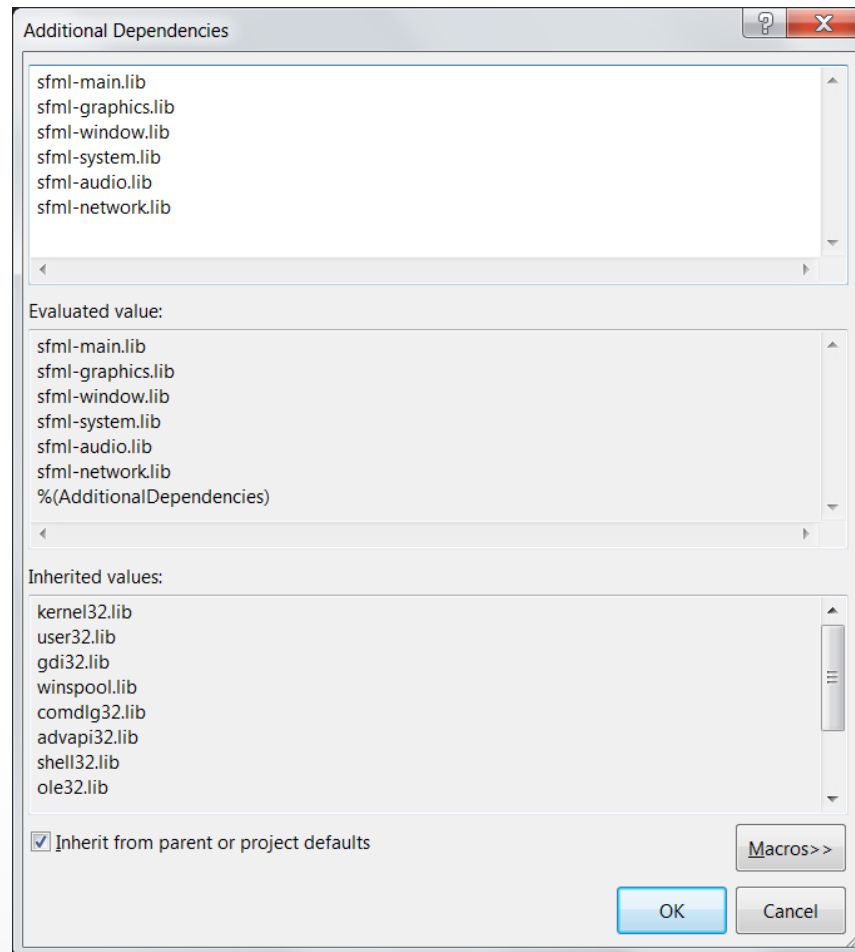 Additional Dependencies
sfml-main.lib
sfml-graphics.lib
sfml-window.lib
sfml-system.lib
sfml-audio.lib
sfml-network.lib
Evaluated value:
sfml-main.lib
sfml-graphics.lib
sfml-window.lib
sfml-system.lib
sfml-audio.lib
sfml-network.lib
%(AdditionalDependencies)
Inherited values:
kernel32.lib
user32.lib
gdi32.lib
winspool.lib
comdlg32.lib
advapi32.lib
shell32.lib
ole32.lib
Inherit from parent or project defaults
Macros>>
OK
Cancel